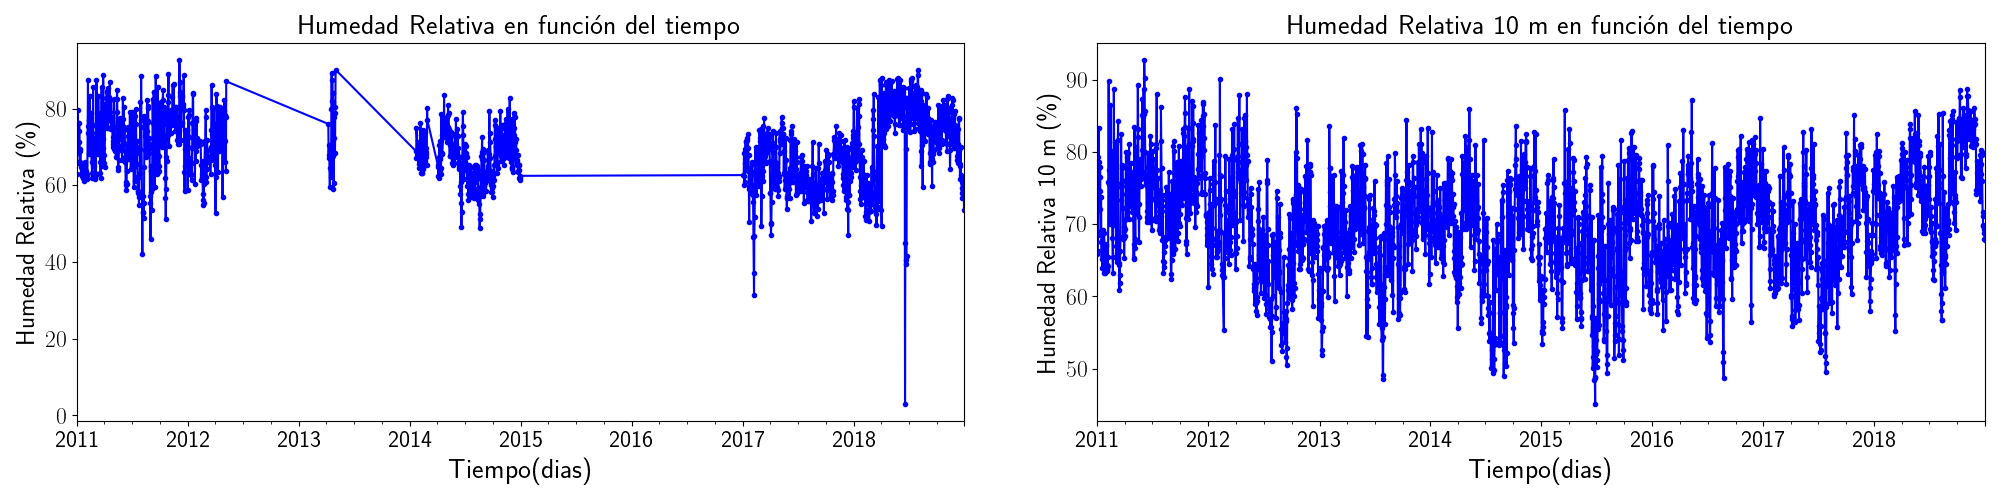 Humedad Relativa en función del tiempo
Humedad Relativa (%)
80
60
40
20
0
2011 2012 2013 2014 2015 2016 2017 2018
Tiempo(dias)
Humedad Relativa 10 m en función del tiempo
Humedad Relativa 10 m (%)
90
80
70
60
50
2011 2012 2013 2014 2015 2016 2017 2018
Tiempo(dias)